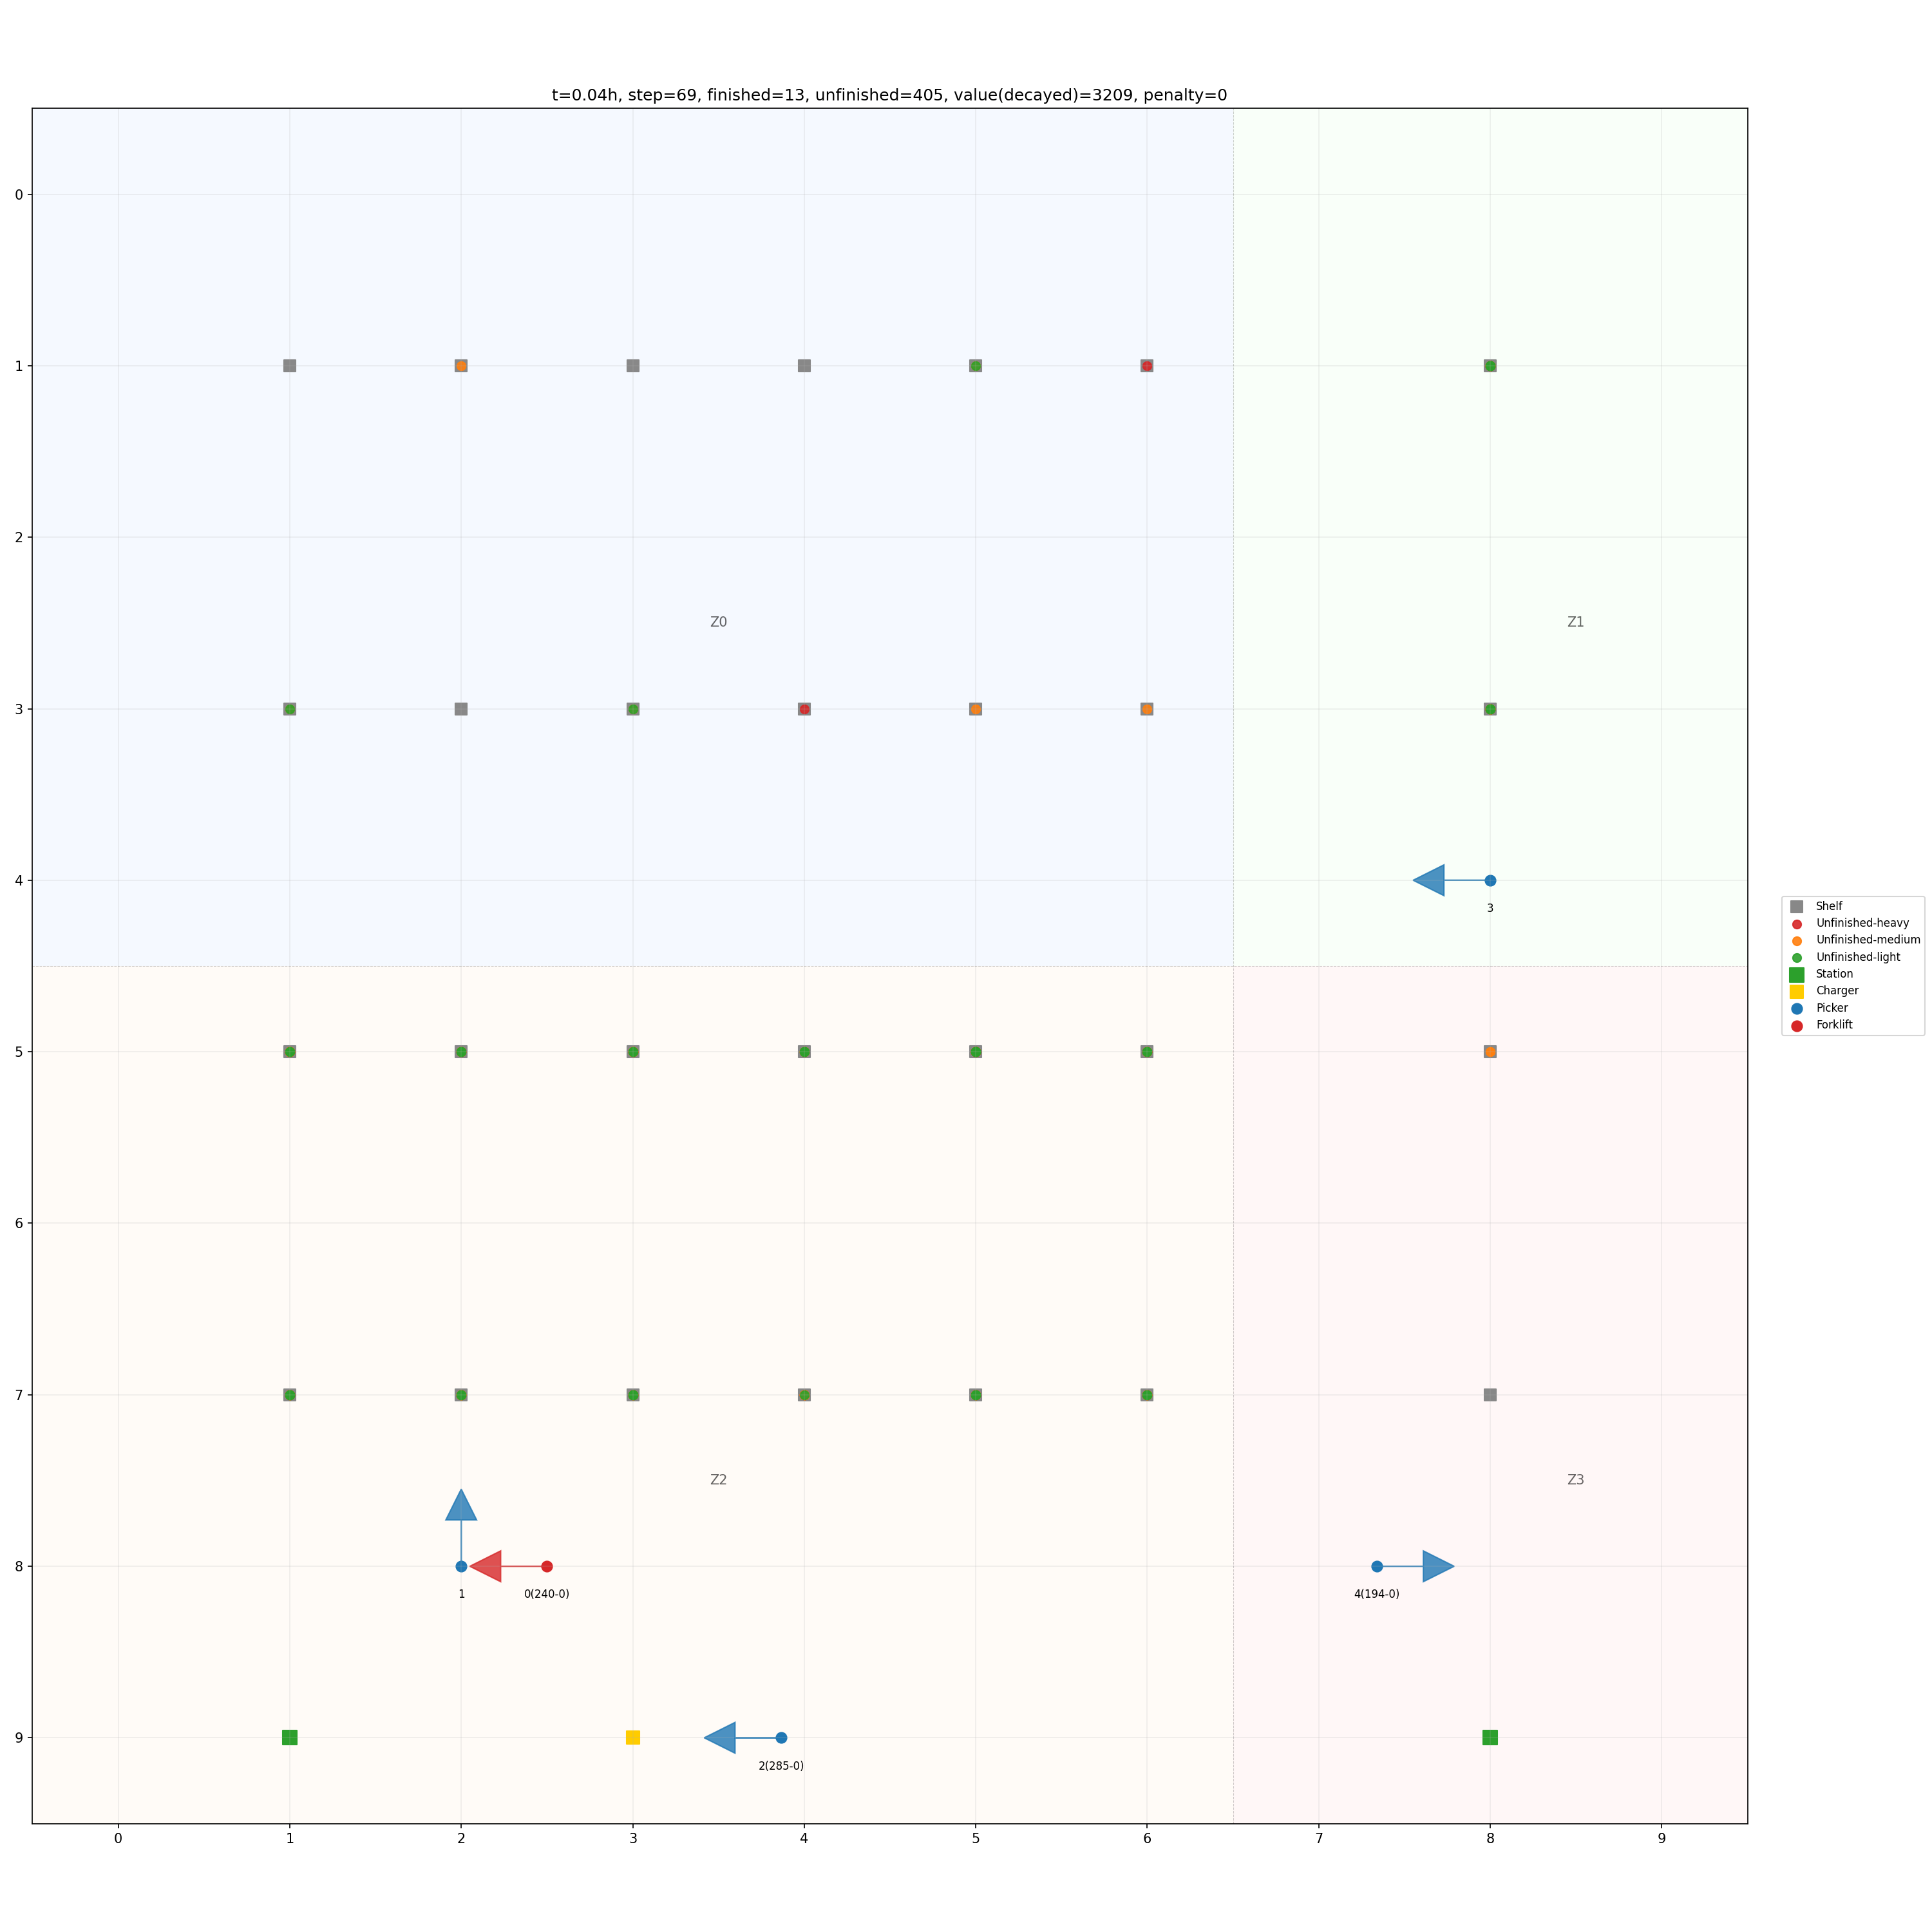 t=0.04h, step=69, finished=13, unfinished=405, value(decayed)=3209, penalty=0
0
1
2
Z0
Z1
3
4
3
Shelf
Unfinished-heavy
Unfinished-medium
Unfinished-light
Station
Charger
Picker
Forklift
5
6
7
Z2
Z3
8
1
0(240-0)
4(194-0)
9
2(285-0)
0
1
2
3
4
5
6
7
8
9